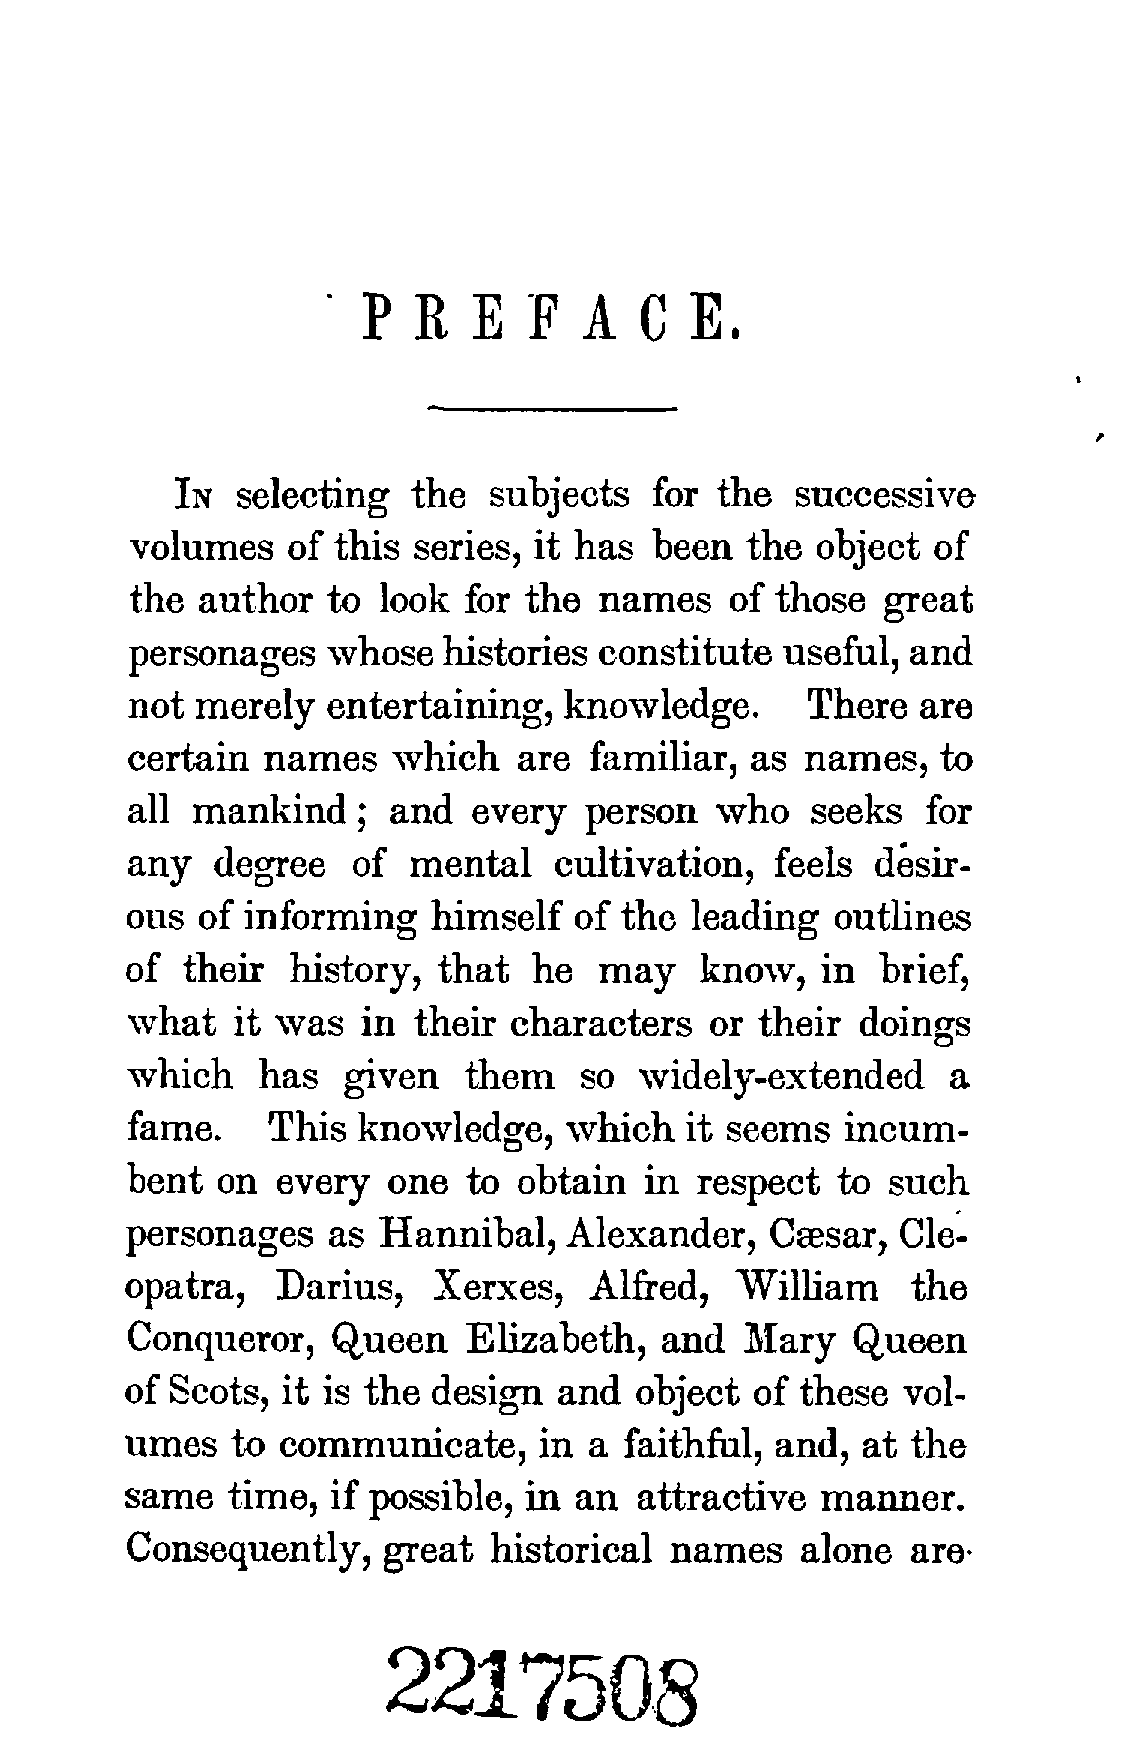 PREFACE.
IN selecting the subjects for the successive
volumes of this series, it has been the object of
the author to look for the names of those great
personages whose histories constitute useful, and
not merely entertaining, knowledge. There are
certain names which are familiar, as names, to
all mankind; and every person who seeks for
any degree of mental cultivation, feels desir-
ous of informing himself of the leading outlines
of their history, that he may know, in brief,
what it was in their characters or their doings
which has given them so widely-extended a
fame. This knowledge, which it seems incum-
bent on every one to obtain in respect to such
personages as Hannibal, Alexander, Cæsar, Cle-
opatra, Darius, Xerxes, Alfred, William the
Conqueror, Queen Elizabeth, and Mary Queen
of Scots, it is the design and object of these vol-
umes to communicate, in a faithful, and, at the
same time, if possible, in an attractive manner.
Consequently, great historical names alone are
2217508